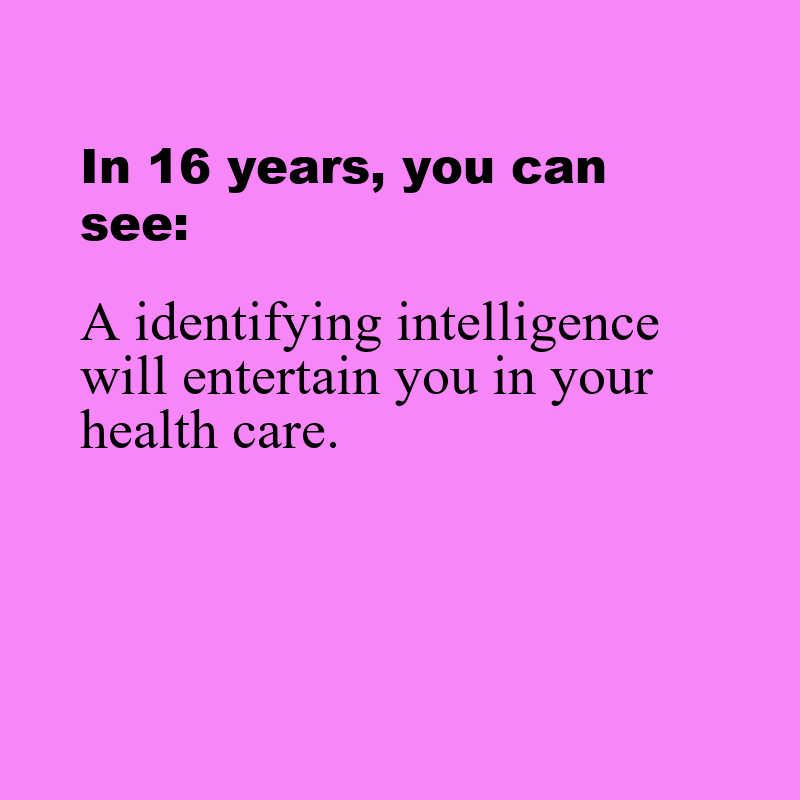 In 16 years, you can
see:
A identifying intelligence
will entertain you in your
health care.